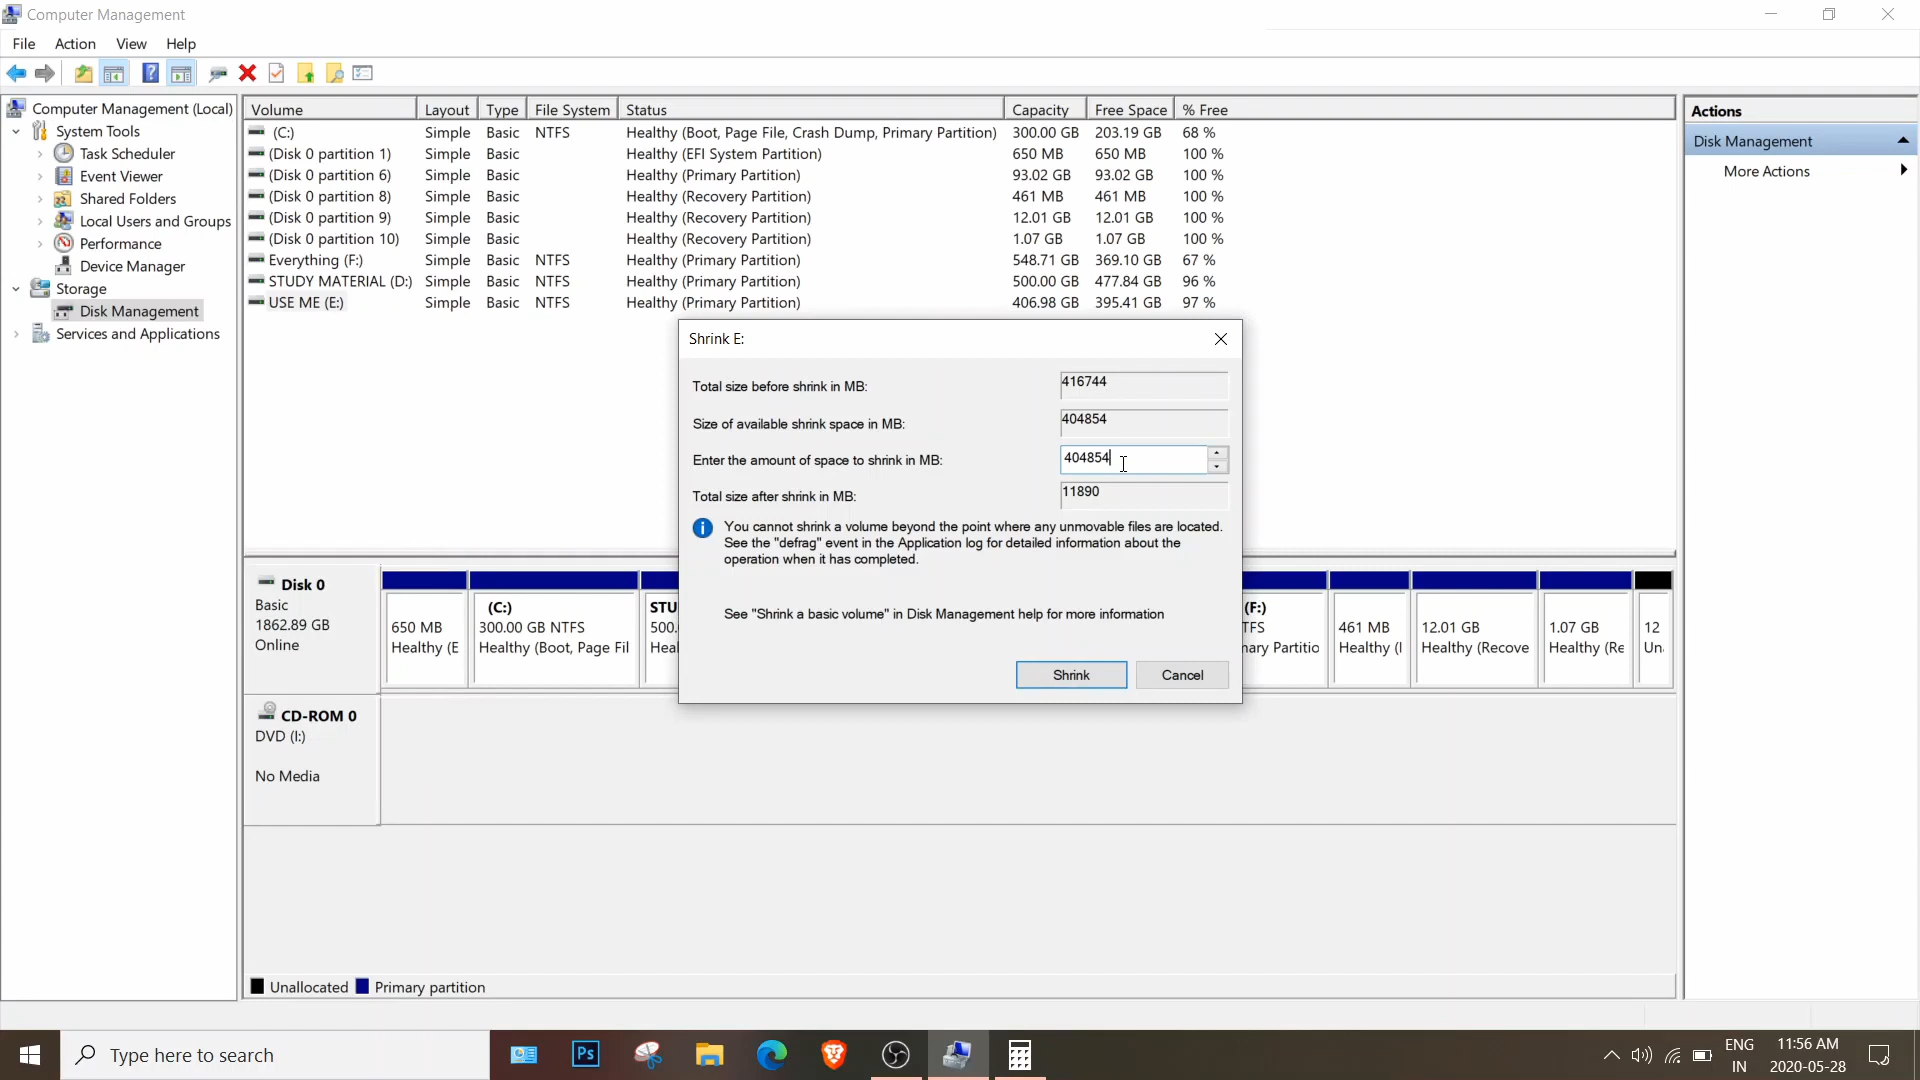 Computer Management
File Action View Help
Computer Management (Local)
System Tools
Task Scheduler
Event Viewer
Shared Folders
Local Users and Groups
Performance
Device Manager
Storage
Disk Management
Services and Applications
Volume Layout Type File System Status Capacity Free Space % Free
(C:) Simple Basic NTFS Healthy (Boot, Page File, Crash Dump, Primary Partition) 300.00 GB 203.19 GB 68 %
(Disk 0 partition 1) Simple Basic Healthy (EFI System Partition) 650 MB 650 MB 100 %
(Disk 0 partition 6) Simple Basic Healthy (Primary Partition) 93.02 GB 93.02 GB 100 %
(Disk 0 partition 8) Simple Basic Healthy (Recovery Partition) 461 MB 461 MB 100 %
(Disk 0 partition 9) Simple Basic Healthy (Recovery Partition) 12.01 GB 12.01 GB 100 %
(Disk 0 partition 10) Simple Basic Healthy (Recovery Partition) 1.07 GB 1.07 GB 100 %
Everything (F:) Simple Basic NTFS Healthy (Primary Partition) 548.71 GB 369.10 GB 67 %
STUDY MATERIAL (D:) Simple Basic NTFS Healthy (Primary Partition) 500.00 GB 477.84 GB 96 %
USE ME (E:) Simple Basic NTFS Healthy (Primary Partition) 406.98 GB 395.41 GB 97 %
Actions
Disk Management
More Actions
Shrink E:
Total size before shrink in MB: 416744
Size of available shrink space in MB: 404854
Enter the amount of space to shrink in MB: 404854
Total size after shrink in MB: 11890
You cannot shrink a volume beyond the point where any unmovable files are located.
See the "defrag" event in the Application log for detailed information about the
operation when it has completed.
See "Shrink a basic volume" in Disk Management help for more information
Shrink Cancel
Disk 0
Basic
1862.89 GB
Online
650 MB
Healthy (E
(C:)
300.00 GB NTFS
Healthy (Boot, Page Fil
STU
500.
Heal
(F:)
TFS
nary Partitio
461 MB
Healthy (I
12.01 GB
Healthy (Recove
1.07 GB
Healthy (Re
12
Un
CD-ROM 0
DVD (I:)
No Media
Unallocated Primary partition
Type here to search
Ps
ENG
IN
11:56 AM
2020-05-28